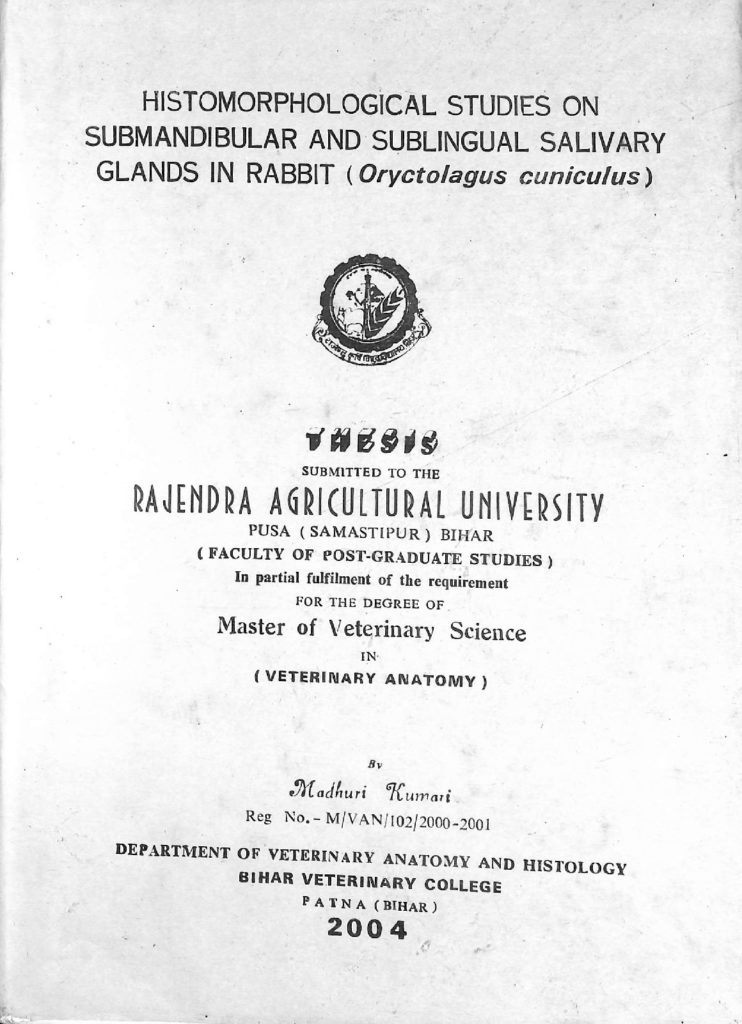 HISTOMORPHOLOGICAL STUDIES ON
SUBMANDIBULAR AND SUBLINGUAL SALIVARY
GLANDS IN RABBIT (Oryctolagus cuniculus)
THESIS
SUBMITTED TO THE
RAJENDRA AGRICULTURAL UNIVERSITY
PUSA (SAMASTIPUR) BIHAR
(FACULTY OF POST-GRADUATE STUDIES)
In partial fulfilment of the requirement
FOR THE DEGREE OF
Master of Veterinary Science
IN
(VETERINARY ANATOMY)
By
Madhuri Kumari
Reg No.- M/VAN/102/2000-2001
DEPARTMENT OF VETERINARY ANATOMY AND HISTOLOGY
BIHAR VETERINARY COLLEGE
PATNA (BIHAR)
2004